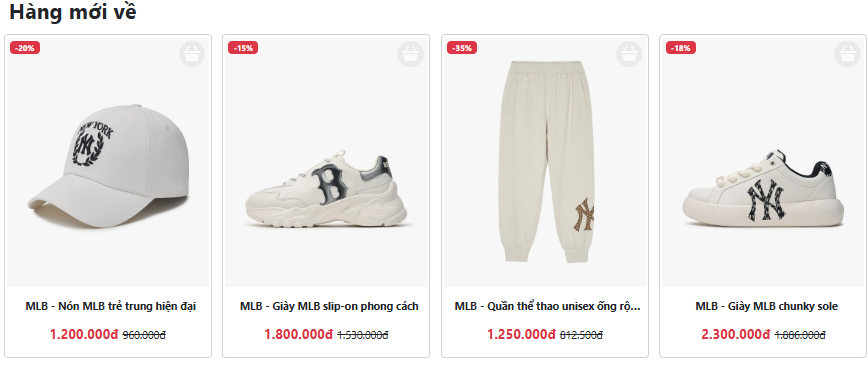 Hàng mới về
-20%
-15%
-35%
-18%
NEW YORK
NY
B
NY
NY
MLB - Nón MLB trẻ trung hiện đại
MLB - Giày MLB slip-on phong cách
MLB - Quần thể thao unisex ống rộ...
MLB - Giày MLB chunky sole
1.200.000đ 960.000đ
1.800.000đ 1.530.000đ
1.250.000đ 812.500đ
2.300.000đ 1.886.000đ